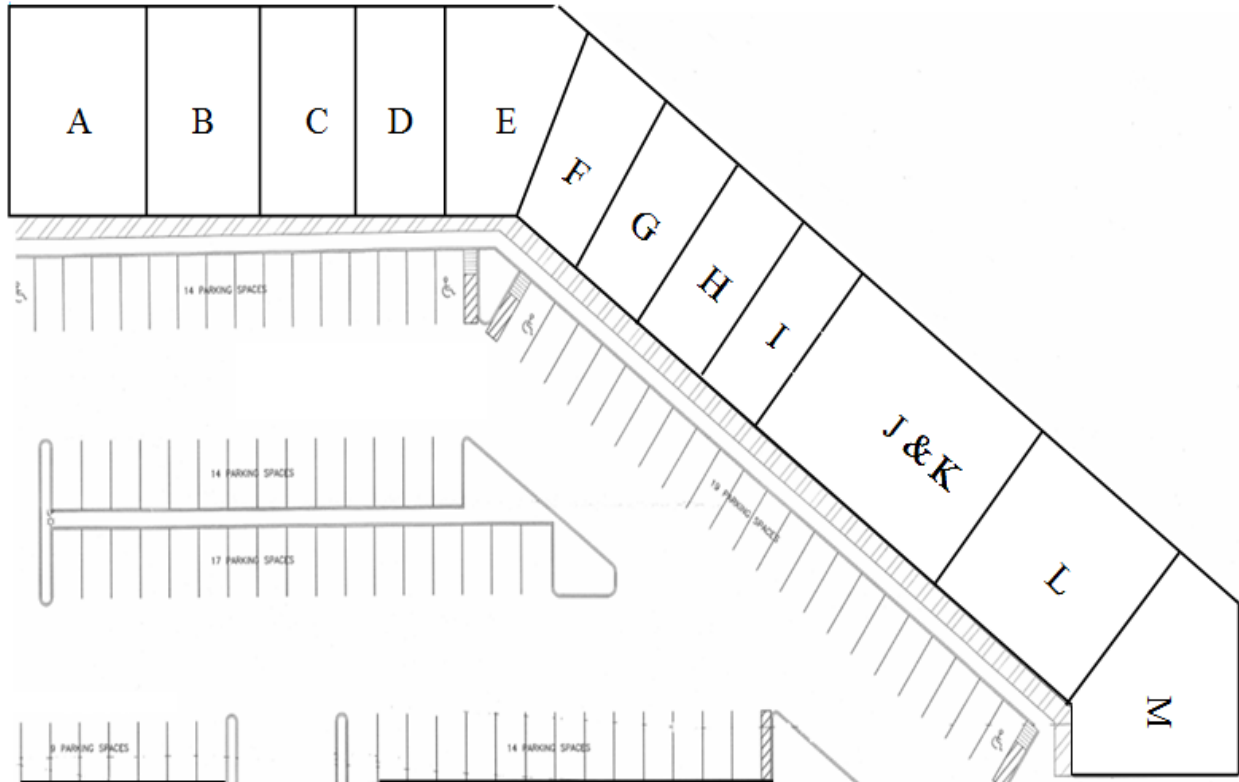 A
B
C
D
E
F
G
H
I
J & K
L
M
14 PARKING SPACES
19 PARKING SPACES
14 PARKING SPACES
17 PARKING SPACES
9 PARKING SPACES
14 PARKING SPACES